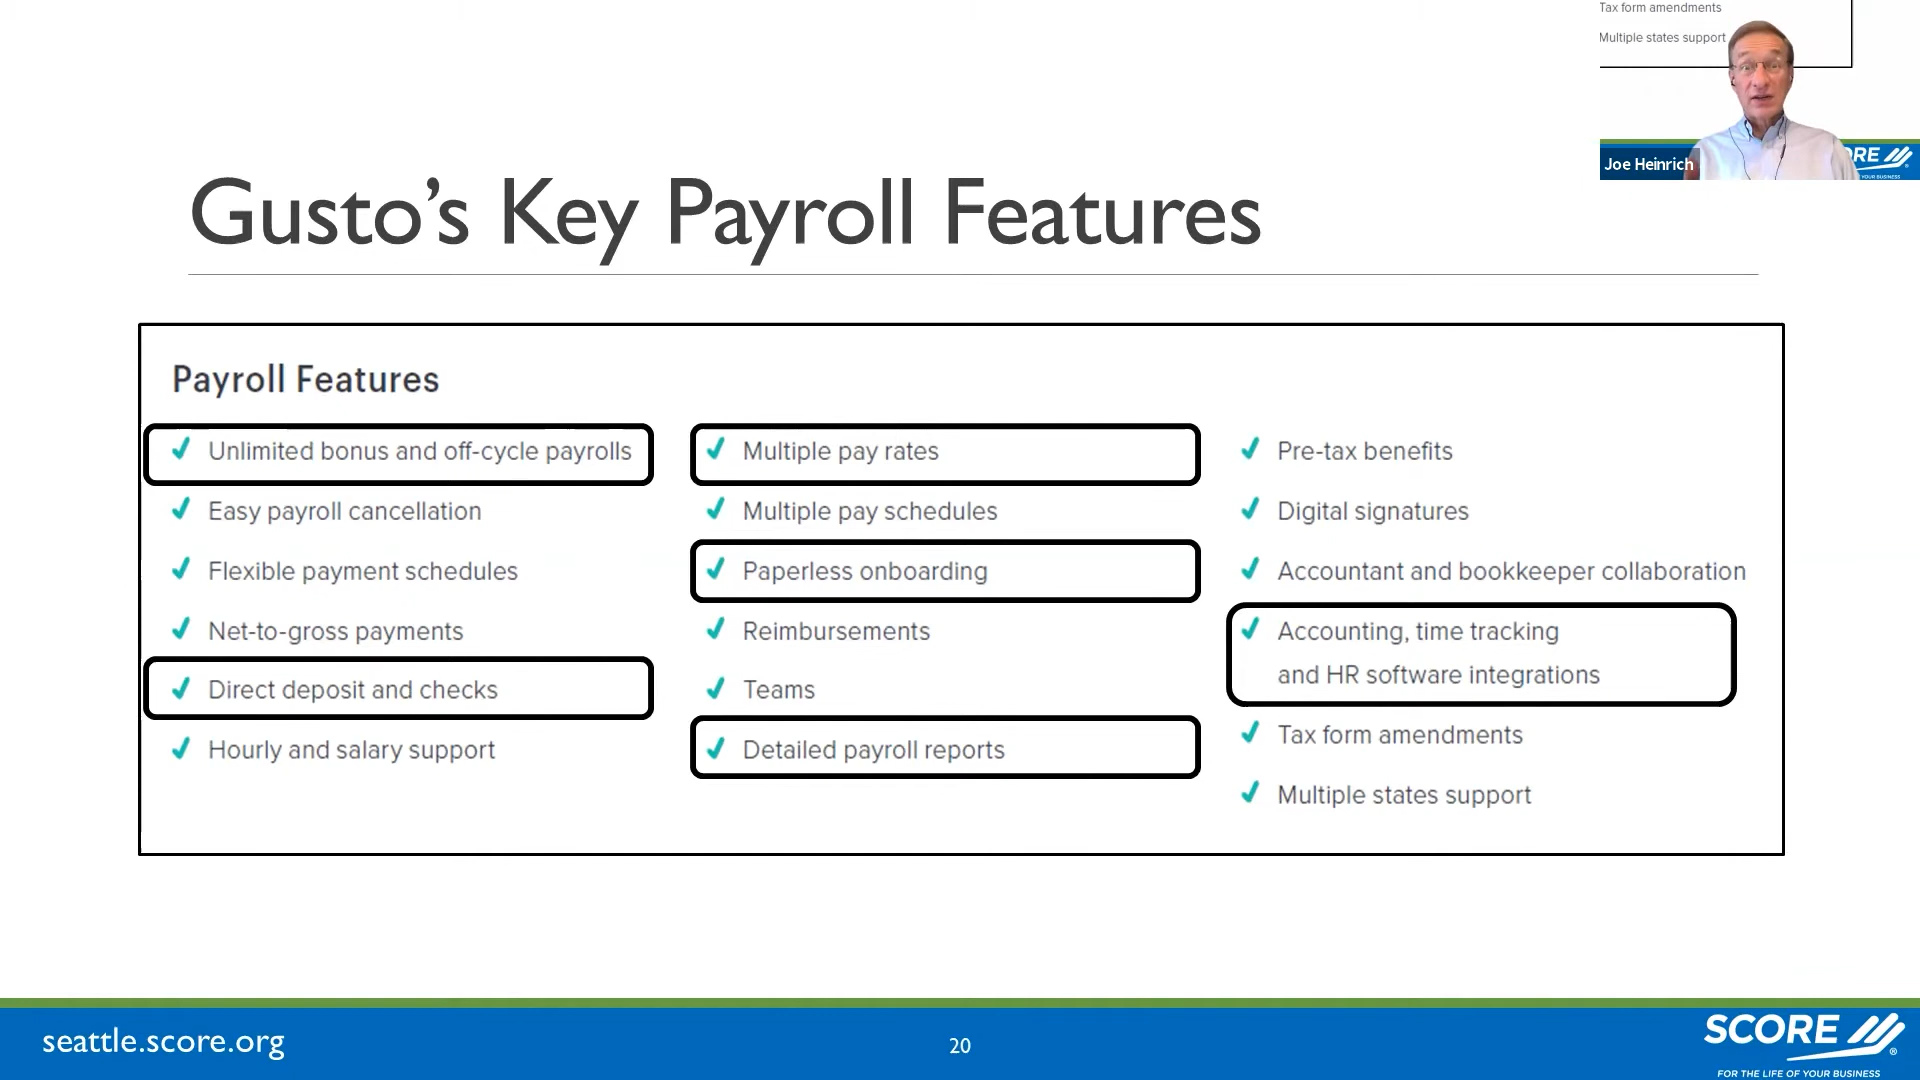 Tax form amendments
Multiple states support
Joe Heinrich
ORE
YOUR BUSINESS
Gusto's Key Payroll Features
Payroll Features
Unlimited bonus and off-cycle payrolls
Easy payroll cancellation
Flexible payment schedules
Net-to-gross payments
Direct deposit and checks
Hourly and salary support
Multiple pay rates
Multiple pay schedules
Paperless onboarding
Reimbursements
Teams
Detailed payroll reports
Pre-tax benefits
Digital signatures
Accountant and bookkeeper collaboration
Accounting, time tracking
and HR software integrations
Tax form amendments
Multiple states support
seattle.score.org
20
SCORE
®
FOR THE LIFE OF YOUR BUSINESS